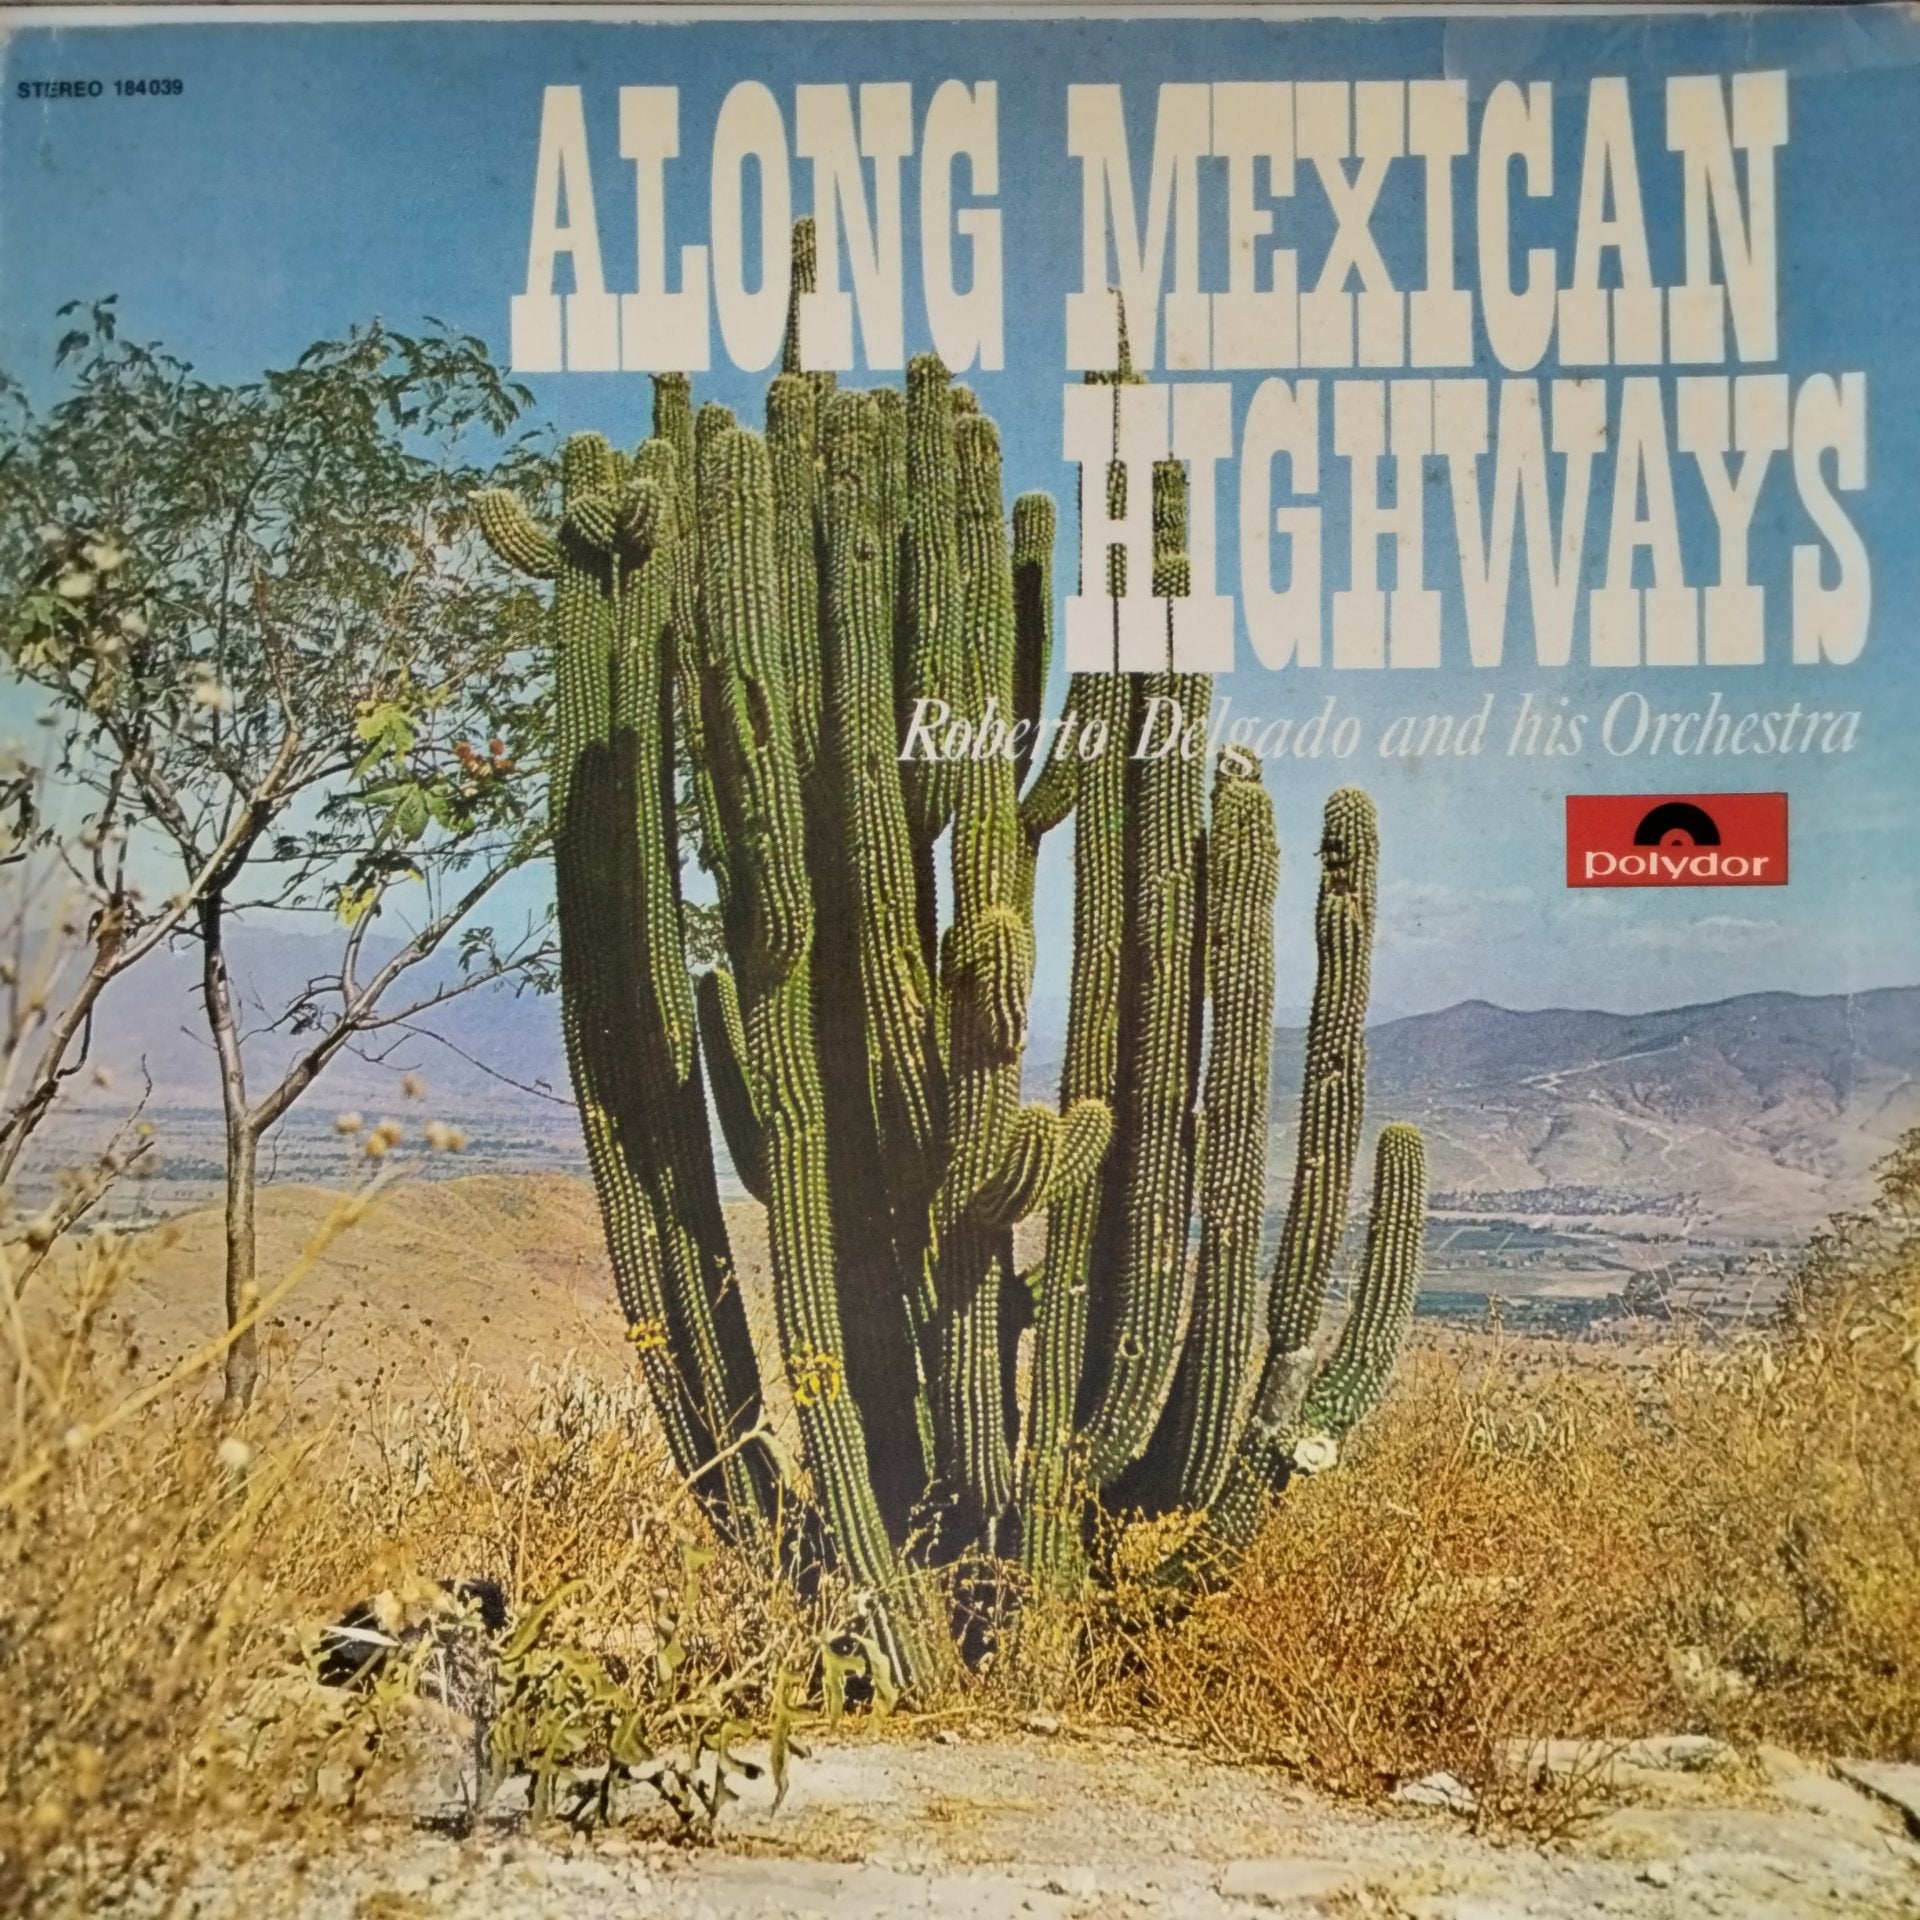 STEREO 184039
ALONG MEXICAN
HIGHWAYS
Roberto Delgado and his Orchestra
polydor